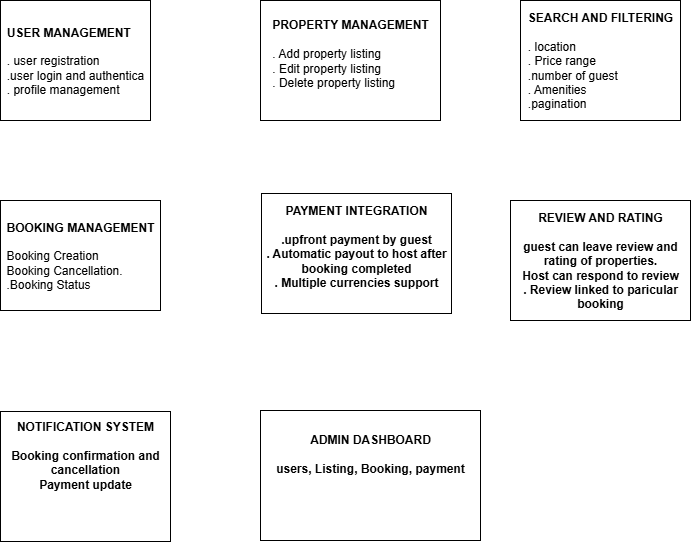 USER MANAGEMENT
. user registration
.user login and authentica
. profile management
PROPERTY MANAGEMENT
. Add property listing
. Edit property listing
. Delete property listing
SEARCH AND FILTERING
. location
. Price range
.number of guest
. Amenities
.pagination
BOOKING MANAGEMENT
Booking Creation
Booking Cancellation.
.Booking Status
PAYMENT INTEGRATION
.upfront payment by guest
. Automatic payout to host after
booking completed
. Multiple currencies support
REVIEW AND RATING
guest can leave review and
rating of properties.
Host can respond to review
. Review linked to paricular
booking
NOTIFICATION SYSTEM
Booking confirmation and
cancellation
Payment update
ADMIN DASHBOARD
users, Listing, Booking, payment